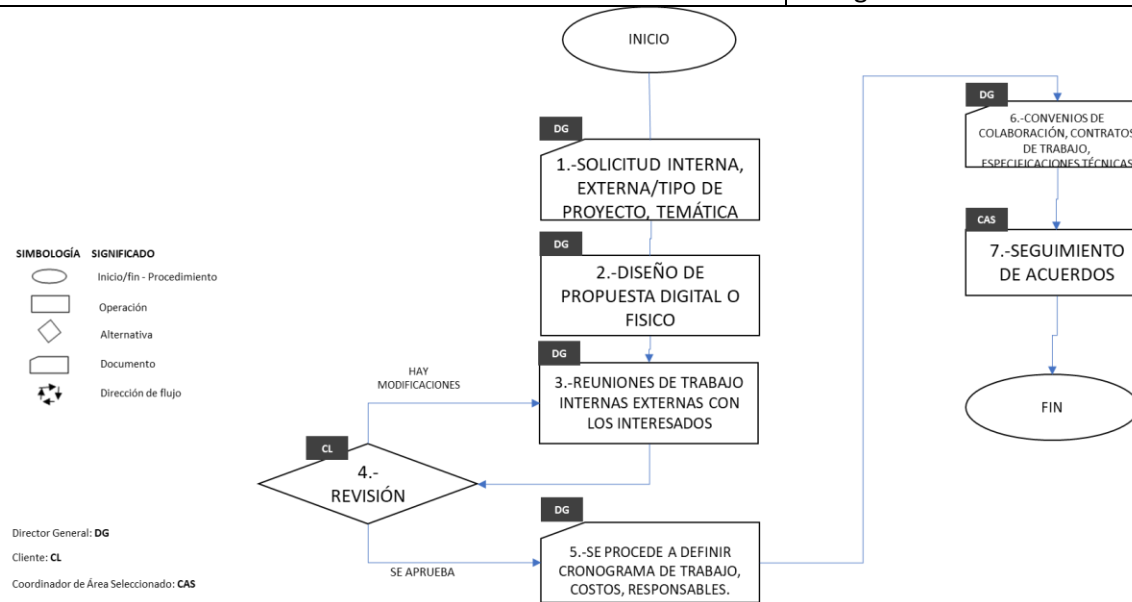 INICIO
DG
1.-SOLICITUD INTERNA,
EXTERNA/TIPO DE
PROYECTO, TEMÁTICA
DG
2.-DISEÑO DE
PROPUESTA DIGITAL O
FISICO
DG
3.-REUNIONES DE TRABAJO
INTERNAS EXTERNAS CON
LOS INTERESADOS
HAY
MODIFICACIONES
CL
4.-
REVISIÓN
SE APRUEBA
DG
5.-SE PROCEDE A DEFINIR
CRONOGRAMA DE TRABAJO,
COSTOS, RESPONSABLES.
DG
6.-CONVENIOS DE
COLABORACIÓN, CONTRATOS
DE TRABAJO,
ESPECIFICACIONES TÉCNICAS
CAS
7.-SEGUIMIENTO
DE ACUERDOS
FIN
SIMBOLOGÍA SIGNIFICADO
Inicio/fin - Procedimiento
Operación
Alternativa
Documento
Dirección de flujo
Director General: DG
Cliente: CL
Coordinador de Área Seleccionado: CAS